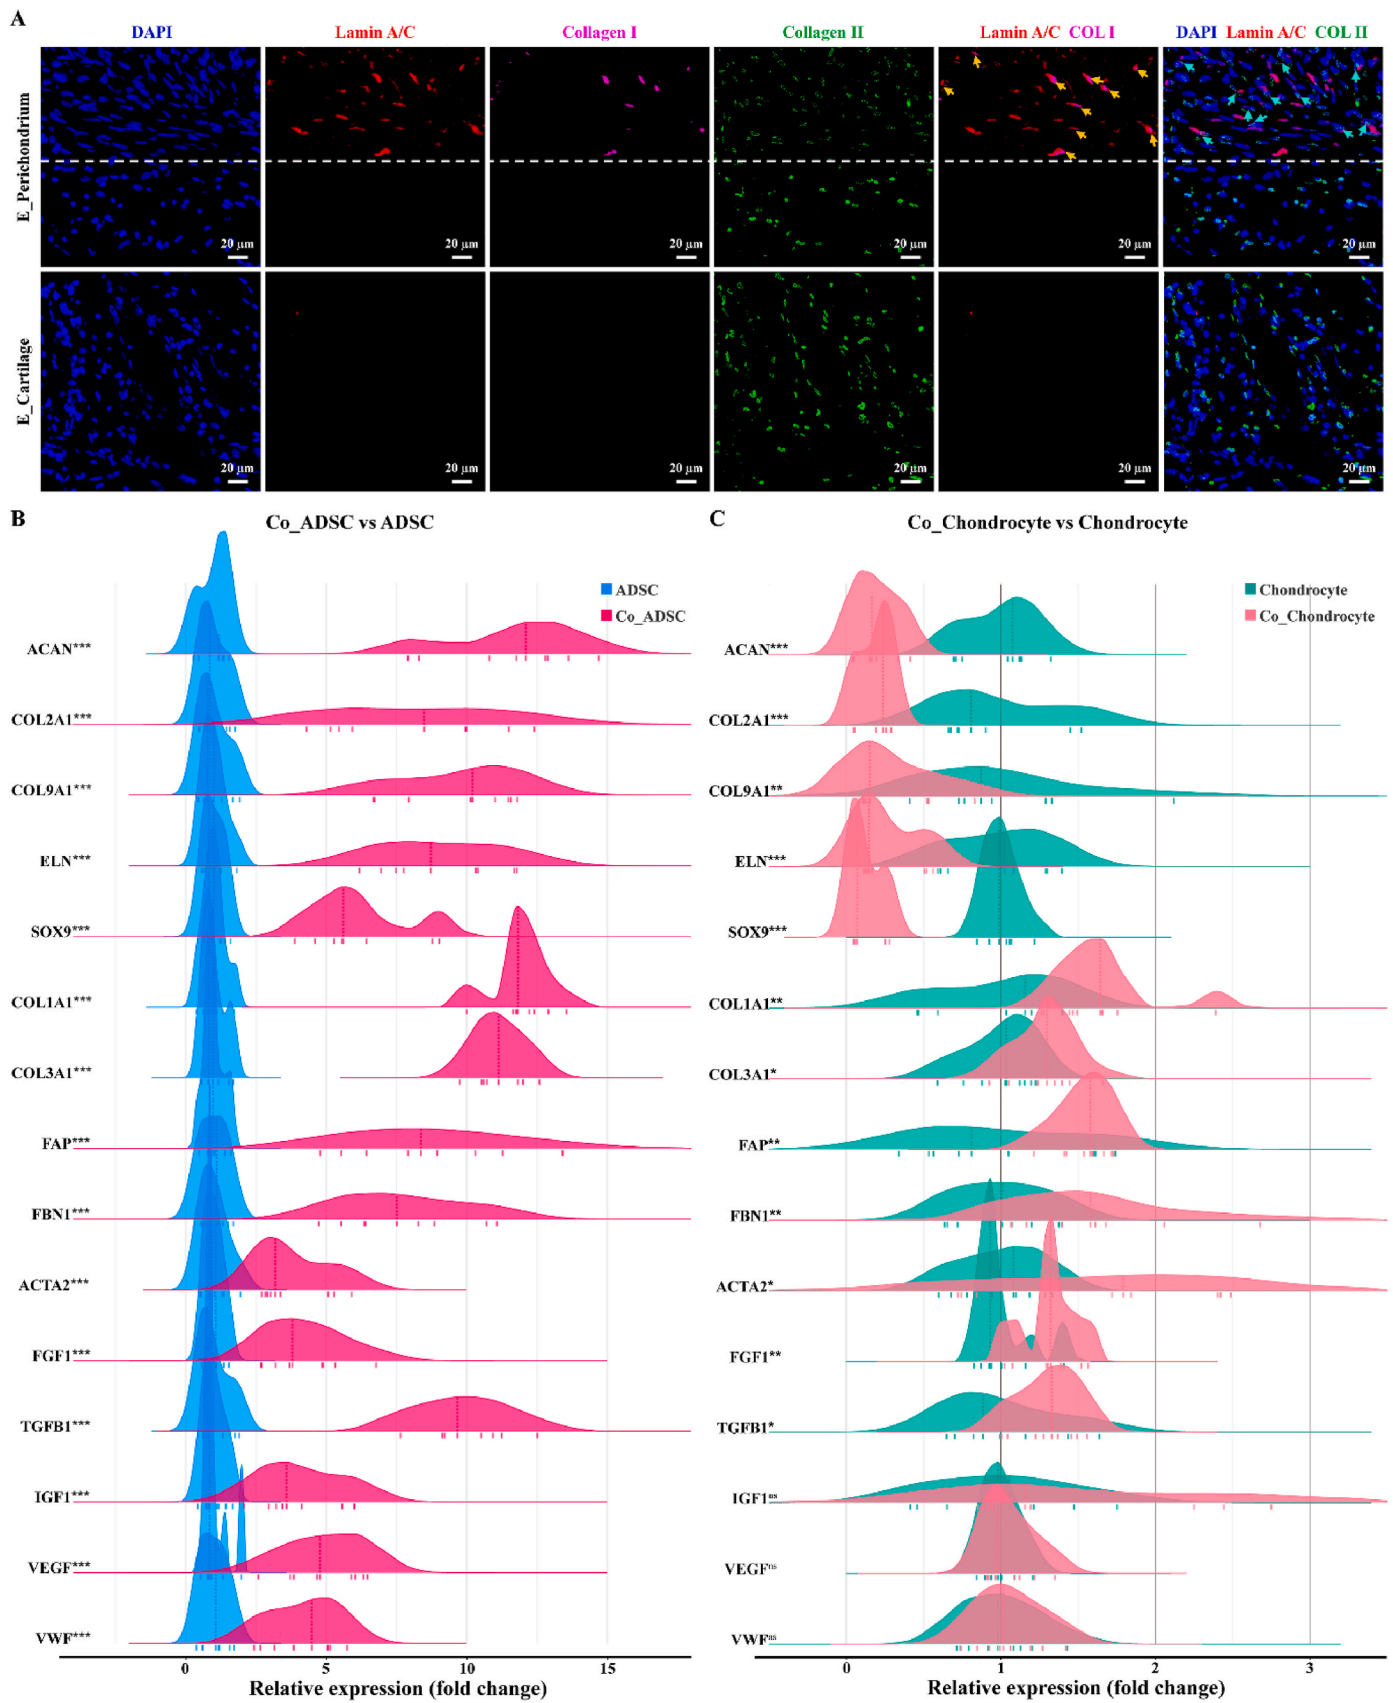 A
DAPI Lamin A/C Collagen I Collagen II Lamin A/C COL I DAPI Lamin A/C COL II
E_Perichondrium
20 μm 20 μm 20 μm 20 μm 20 μm 20 μm
E_Cartilage
20 μm 20 μm 20 μm 20 μm 20 μm 20 μm
B
Co_ADSC vs ADSC
ADSC
Co_ADSC
ACAN***
COL2A1***
COL9A1***
ELN***
SOX9***
COL1A1***
COL3A1***
FAP***
FBN1***
ACTA2***
FGF1***
TGFB1***
IGF1***
VEGF***
VWF***
0 5 10 15
Relative expression (fold change)
C
Co_Chondrocyte vs Chondrocyte
Chondrocyte
Co_Chondrocyte
ACAN***
COL2A1***
COL9A1**
ELN***
SOX9***
COL1A1**
COL3A1*
FAP**
FBN1**
ACTA2*
FGF1**
TGFB1*
IGF1ns
VEGFns
VWFns
0 1 2 3
Relative expression (fold change)